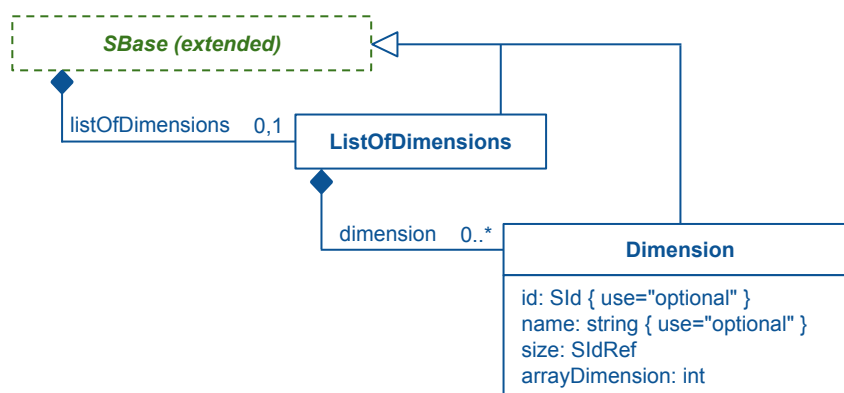 SBase (extended)
listOfDimensions 0,1
ListOfDimensions
dimension 0..*
Dimension
id: SId { use="optional" }
name: string { use="optional" }
size: SIdRef
arrayDimension: int